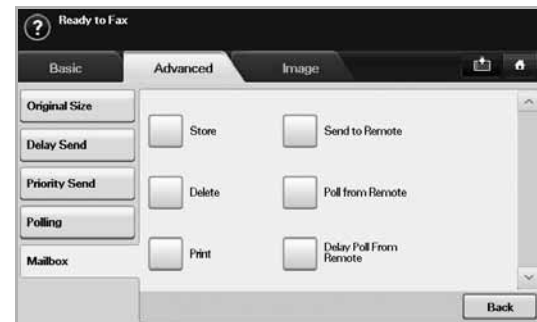 ? Ready to Fax
Basic
Advanced
Image
Original Size
Delay Send
Priority Send
Polling
Mailbox
Store
Send to Remote
Delete
Poll from Remote
Print
Delay Poll From
Remote
Back